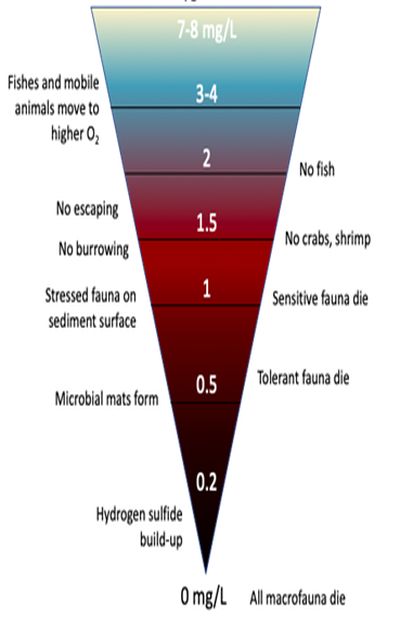 7-8 mg/L
Fishes and mobile
animals move to
higher O₂
3-4
2
No fish
No escaping
1.5
No burrowing
No crabs, shrimp
Stressed fauna on
sediment surface
1
Sensitive fauna die
0.5
Tolerant fauna die
Microbial mats form
0.2
Hydrogen sulfide
build-up
0 mg/L
All macrofauna die